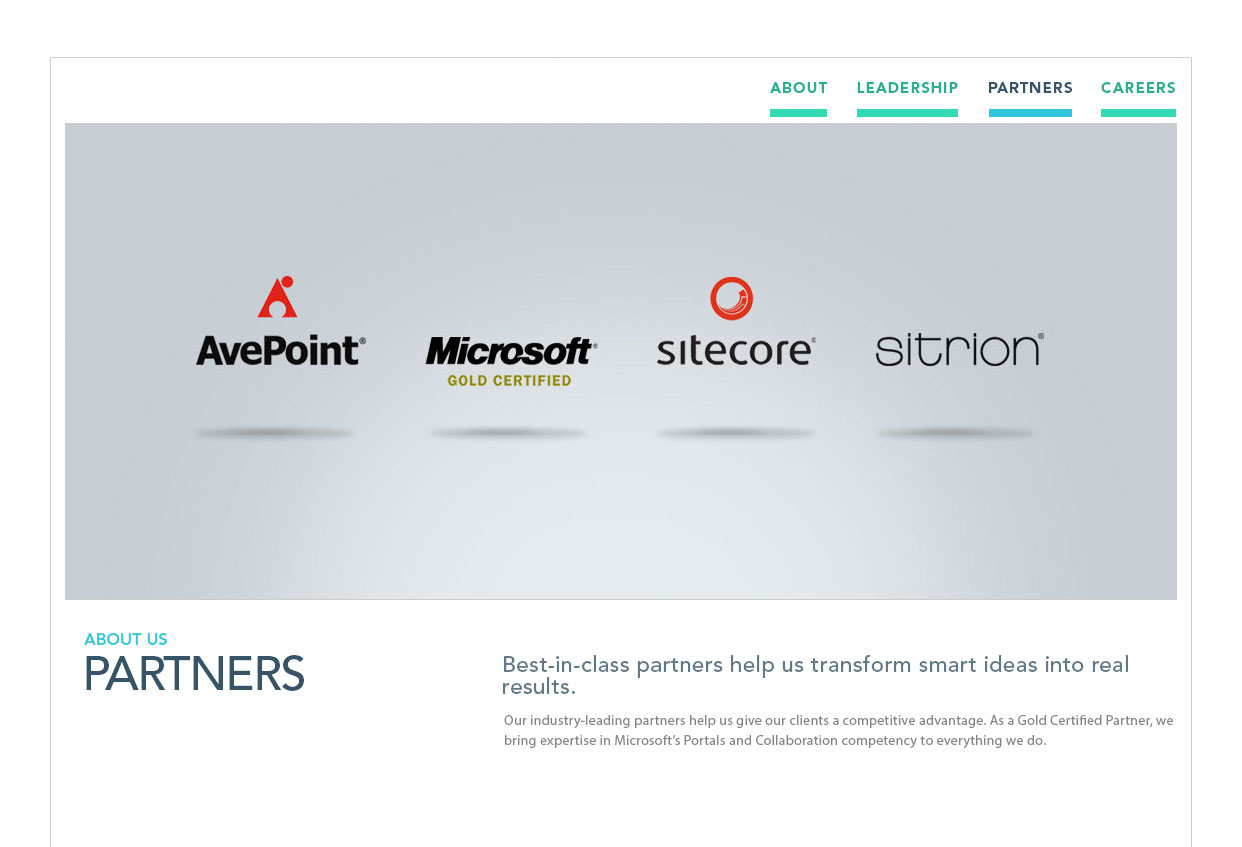 ABOUT LEADERSHIP PARTNERS CAREERS
AvePoint® Microsoft® sitecore® sitrion®
GOLD CERTIFIED
ABOUT US
PARTNERS
Best-in-class partners help us transform smart ideas into real
results.
Our industry-leading partners help us give our clients a competitive advantage. As a Gold Certified Partner, we
bring expertise in Microsoft’s Portals and Collaboration competency to everything we do.